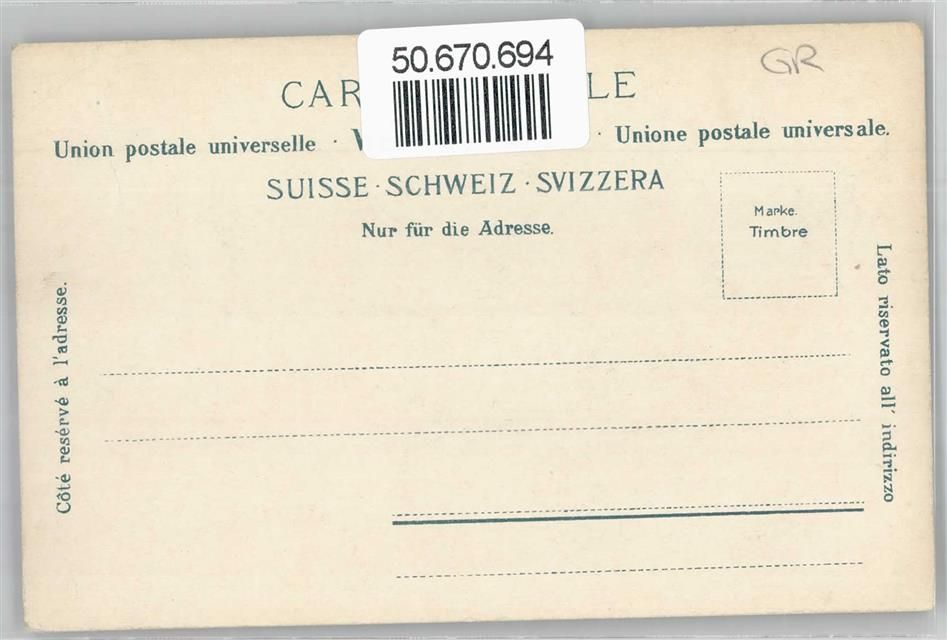 50.670.694
GR
CAR LE
Union postale universelle · · Unione postale universale.
SUISSE · SCHWEIZ · SVIZZERA
Nur für die Adresse.
Marke.
Timbre
Côté resérvé à l'adresse.
Lato riservato all' indirizzo